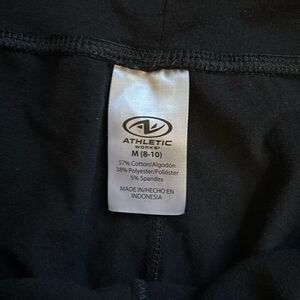 ATHLETIC
WORKS®
M (8-10)
57% Cotton/Algodón
38% Polyester/Poliéster
5% Spandex
MADE IN/HECHO EN
INDONESIA